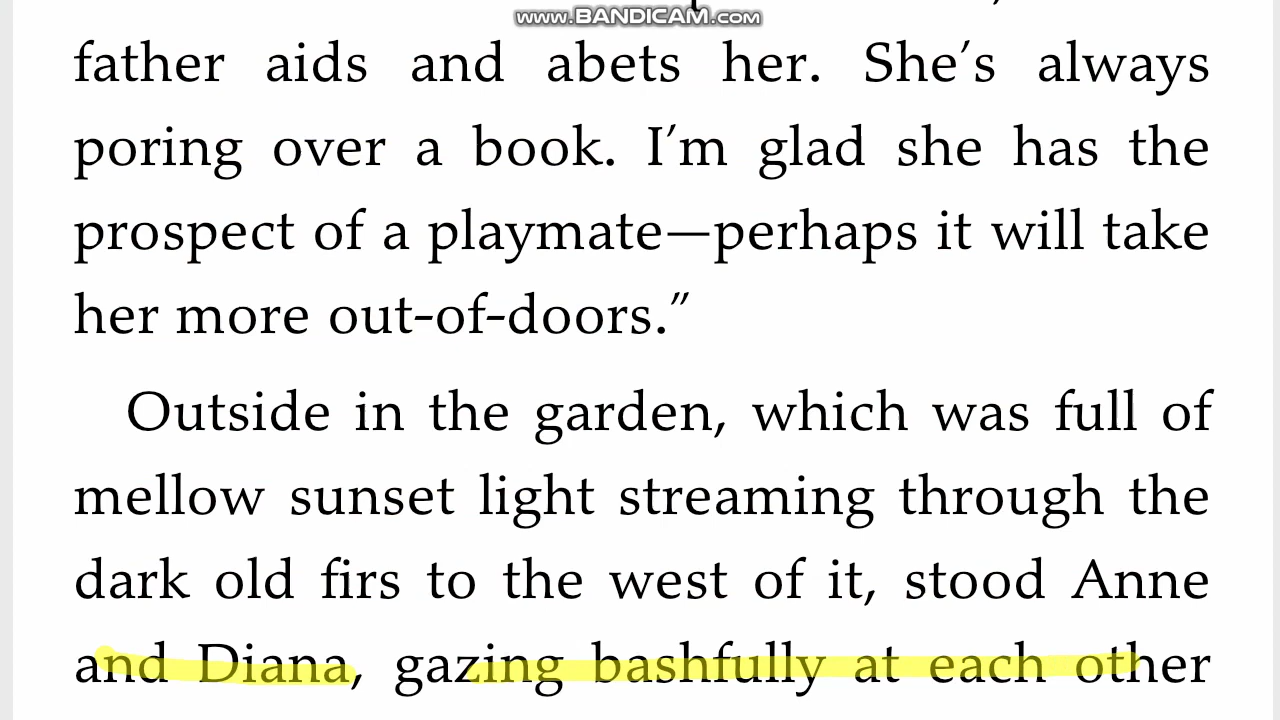 www.BANDICAM.com
father aids and abets her. She’s always
poring over a book. I’m glad she has the
prospect of a playmate—perhaps it will take
her more out-of-doors.”
Outside in the garden, which was full of
mellow sunset light streaming through the
dark old firs to the west of it, stood Anne
and Diana, gazing bashfully at each other